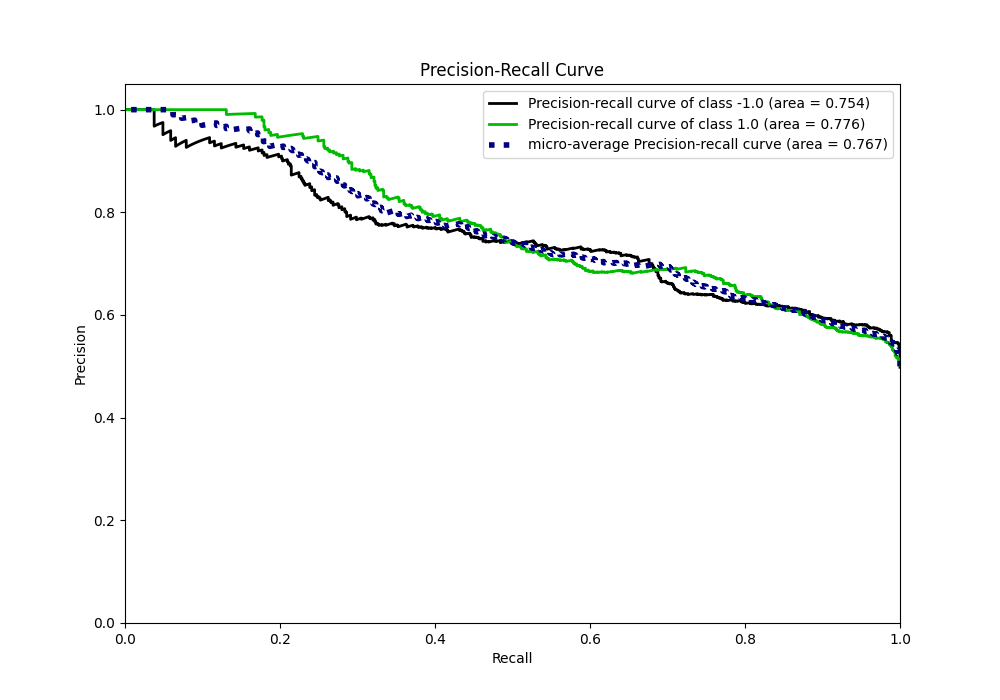 Precision-Recall Curve
Precision-recall curve of class -1.0 (area = 0.754)
Precision-recall curve of class 1.0 (area = 0.776)
micro-average Precision-recall curve (area = 0.767)
Precision
1.0
0.8
0.6
0.4
0.2
0.0
0.0 0.2 0.4 0.6 0.8 1.0
Recall